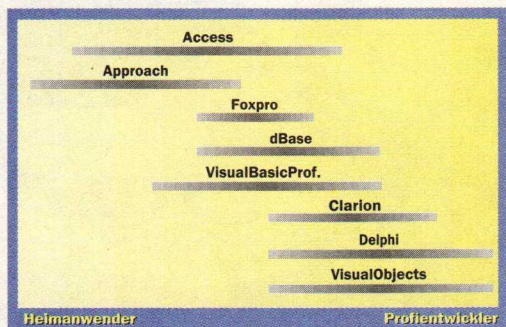 Access
Approach
Foxpro
dBase
VisualBasicProf.
Clarion
Delphi
VisualObjects
Heimanwender Profientwickler